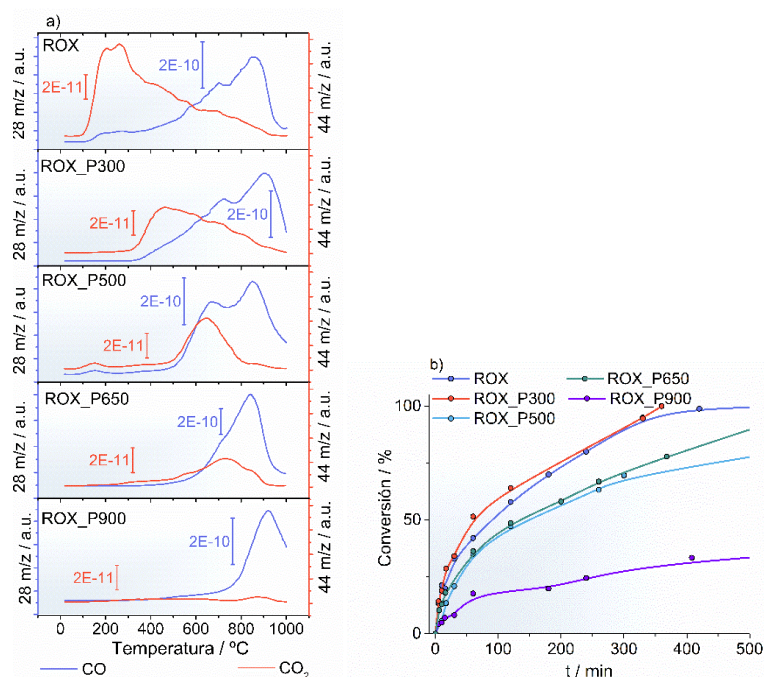 a)
ROX
2E-11
2E-10
28 m/z / a.u.
44 m/z / a.u.
ROX_P300
2E-11
2E-10
28 m/z / a.u.
44 m/z / a.u.
ROX_P500
2E-10
2E-11
28 m/z / a.u
44 m/z / a.u.
ROX_P650
2E-10
2E-11
28 m/z / a.u.
44 m/z / a.u.
ROX_P900
2E-10
2E-11
28 m/z / a.u.
44 m/z / a.u.
0 200 400 600 800 1000
Temperatura / ºC
CO CO2
b)
ROX ROX_P650
ROX_P300 ROX_P900
ROX_P500
100
50
0
Conversión / %
0 100 200 300 400 500
t / min